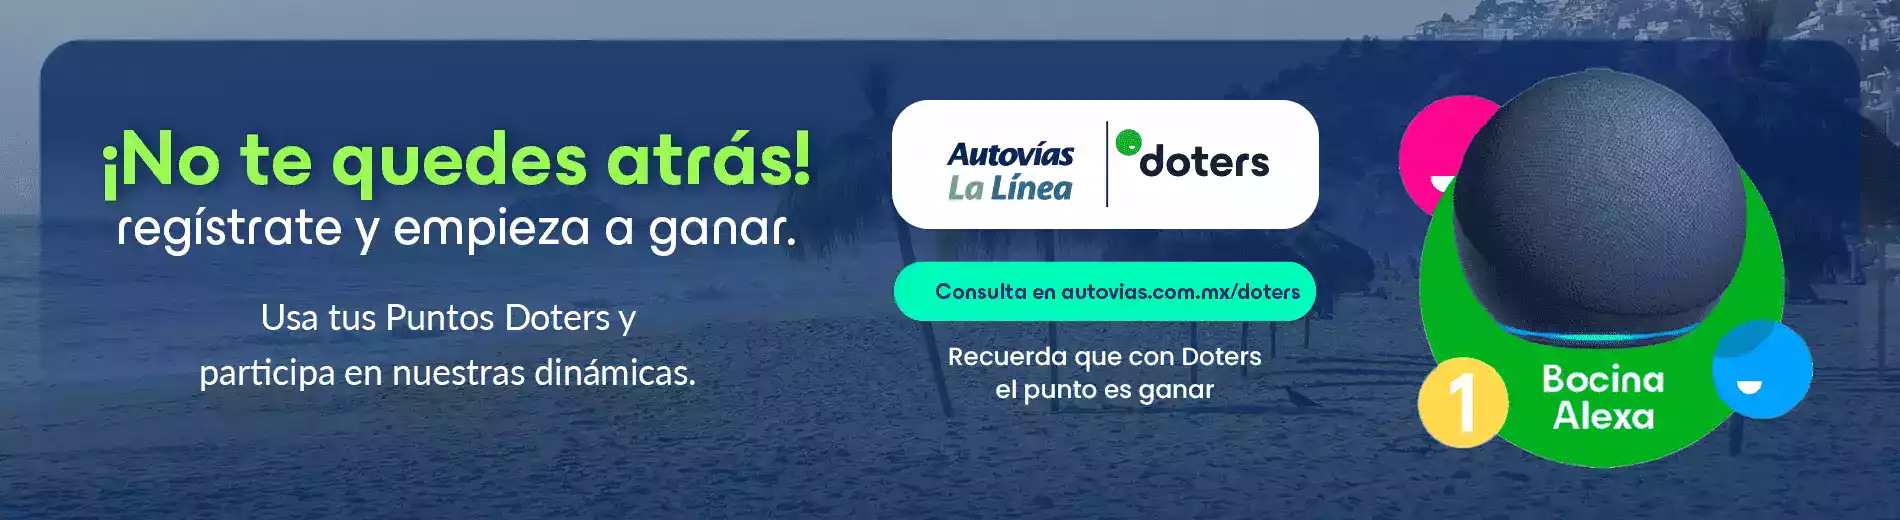 ¡No te quedes atrás!
regístrate y empieza a ganar.
Usa tus Puntos Doters y
participa en nuestras dinámicas.
Autovías
La Línea
doters
Consulta en autovias.com.mx/doters
Recuerda que con Doters
el punto es ganar
1
Bocina
Alexa